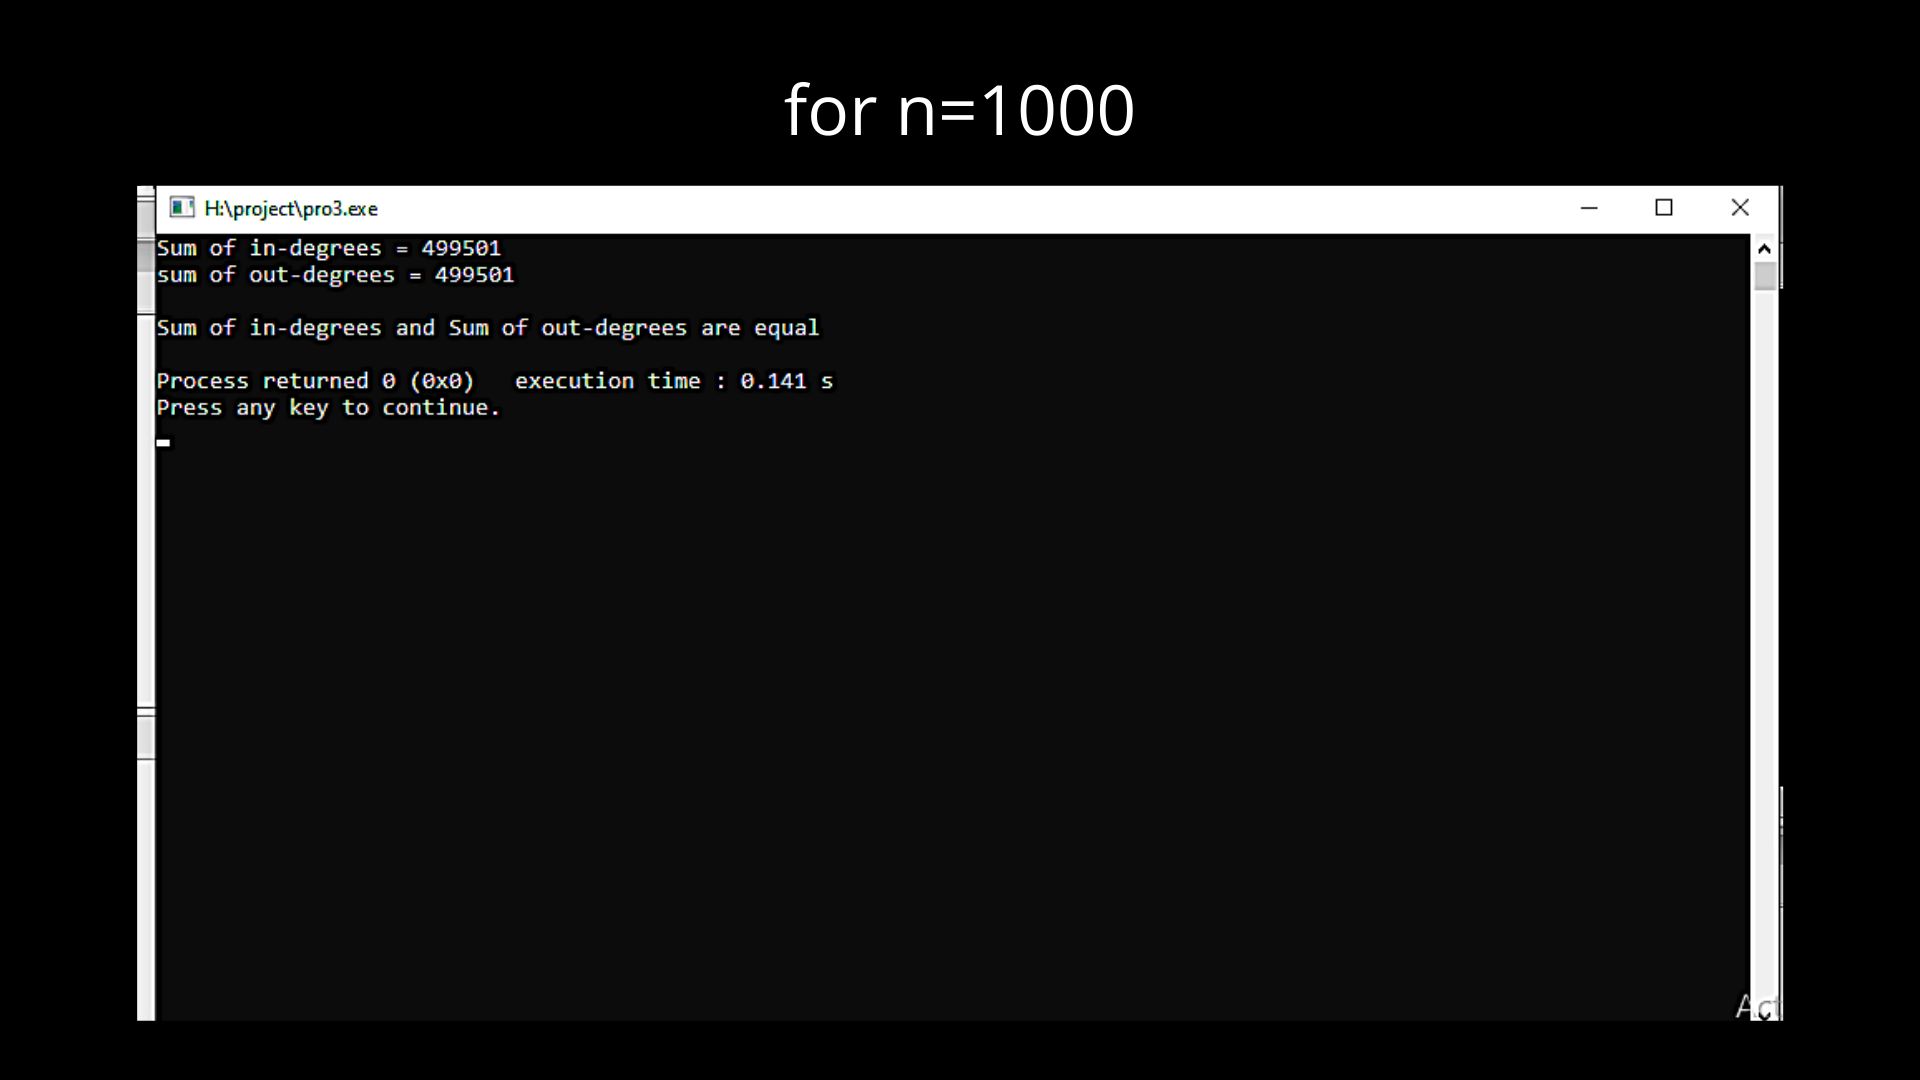 for n=1000
H:\project\pro3.exe
Sum of in-degrees = 499501
sum of out-degrees = 499501
Sum of in-degrees and Sum of out-degrees are equal
Process returned 0 (0x0)   execution time : 0.141 s
Press any key to continue.
Act